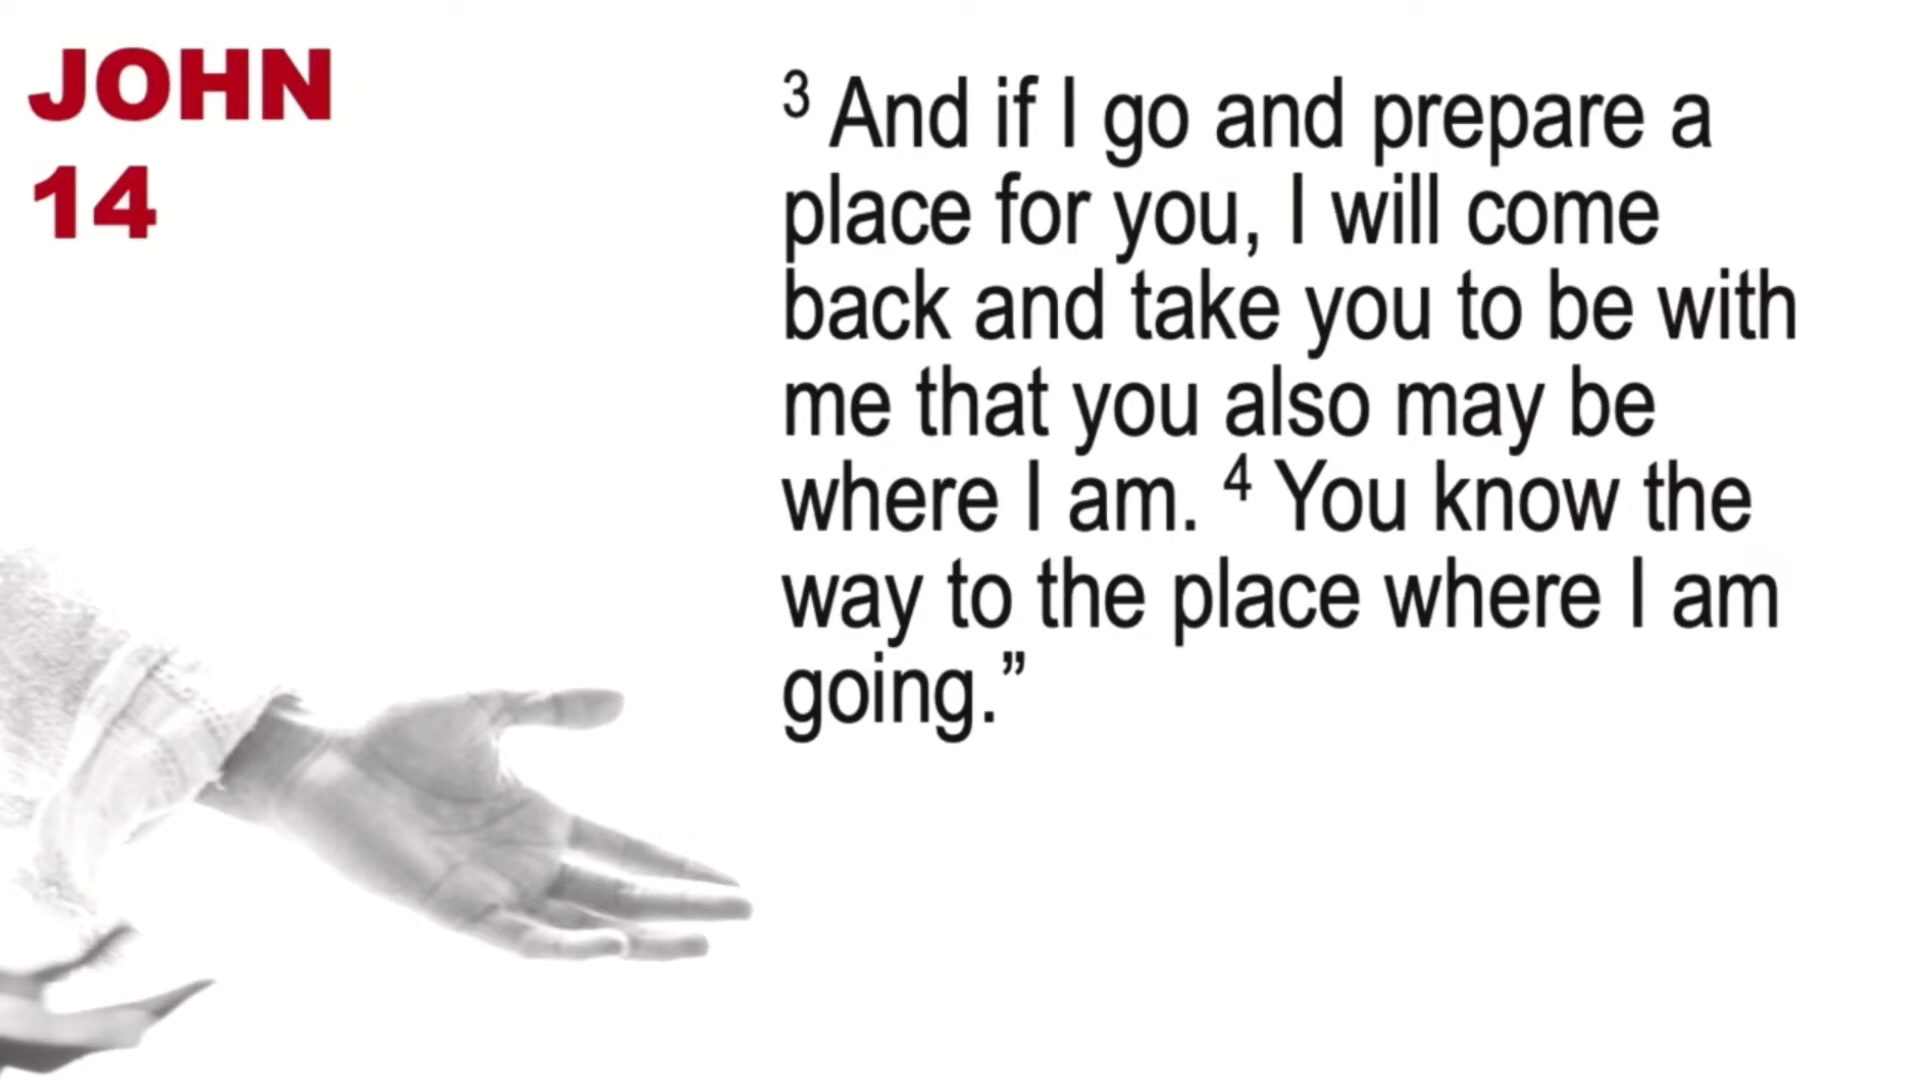 JOHN
14
³ And if I go and prepare a
place for you, I will come
back and take you to be with
me that you also may be
where I am. ⁴ You know the
way to the place where I am
going.”